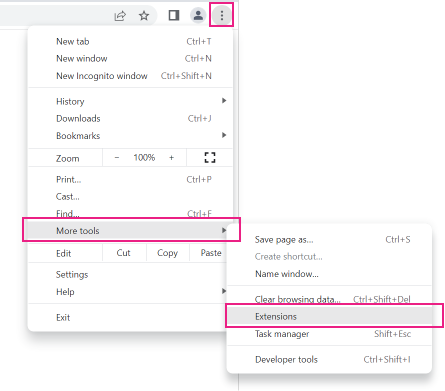 New tab Ctrl+T
New window Ctrl+N
New Incognito window Ctrl+Shift+N
History
Downloads Ctrl+J
Bookmarks
Zoom − 100% +
Print... Ctrl+P
Cast...
Find... Ctrl+F
More tools
Edit Cut Copy Paste
Settings
Help
Exit
Save page as... Ctrl+S
Create shortcut...
Name window...
Clear browsing data... Ctrl+Shift+Del
Extensions
Task manager Shift+Esc
Developer tools Ctrl+Shift+I